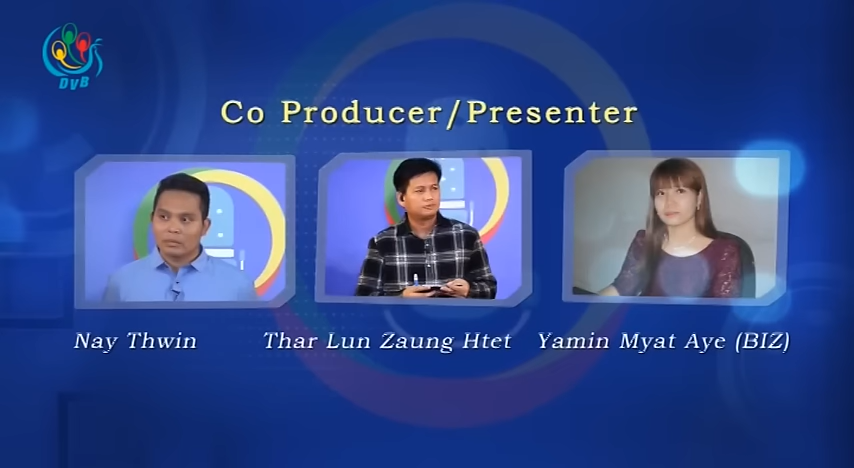 DVB
Co Producer/Presenter
Nay Thwin
Thar Lun Zaung Htet
Yamin Myat Aye (BIZ)